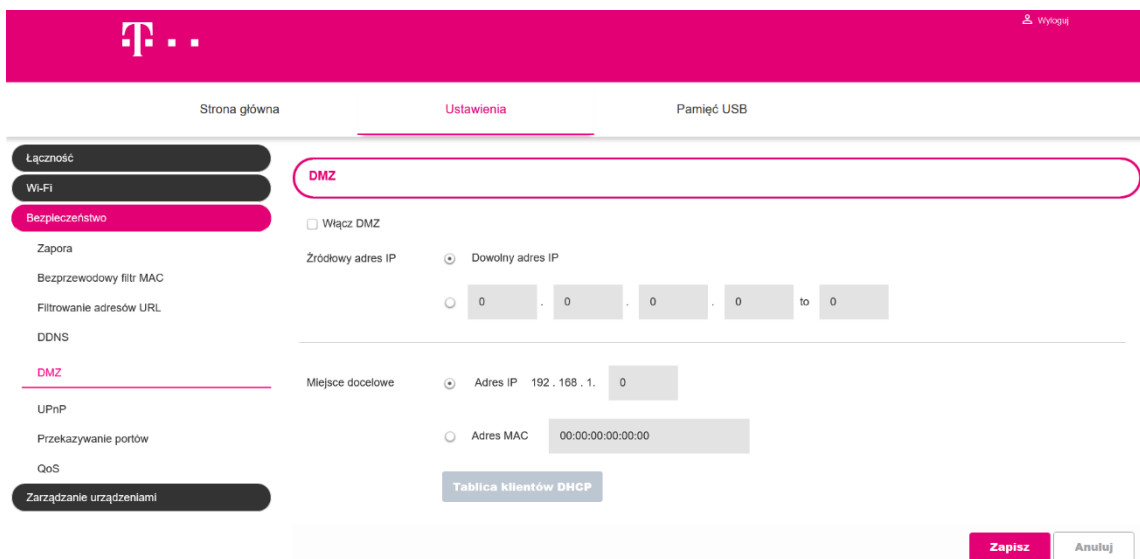 T
Wyloguj
Strona główna Ustawienia Pamięć USB
Łączność
Wi-Fi
Bezpieczeństwo
Zapora
Bezprzewodowy filtr MAC
Filtrowanie adresów URL
DDNS
DMZ
UPnP
Przekazywanie portów
QoS
Zarządzanie urządzeniami
DMZ
Włącz DMZ
Źródłowy adres IP Dowolny adres IP
0 . 0 . 0 . 0 to 0
Miejsce docelowe Adres IP 192 . 168 . 1. 0
Adres MAC 00:00:00:00:00:00
Tablica klientów DHCP
Zapisz Anuluj